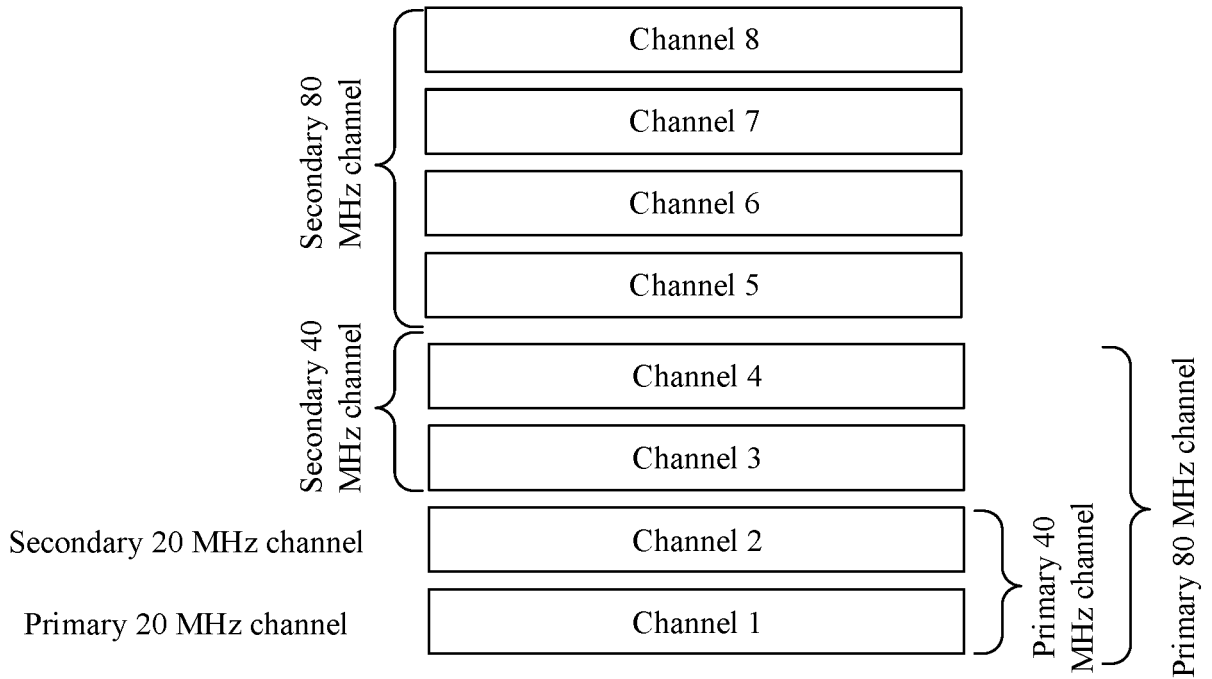 Channel 8
Channel 7
Channel 6
Channel 5
Channel 4
Channel 3
Channel 2
Channel 1
Secondary 80
MHz channel
Secondary 40
MHz channel
Secondary 20 MHz channel
Primary 20 MHz channel
Primary 40
MHz channel
Primary 80 MHz channel